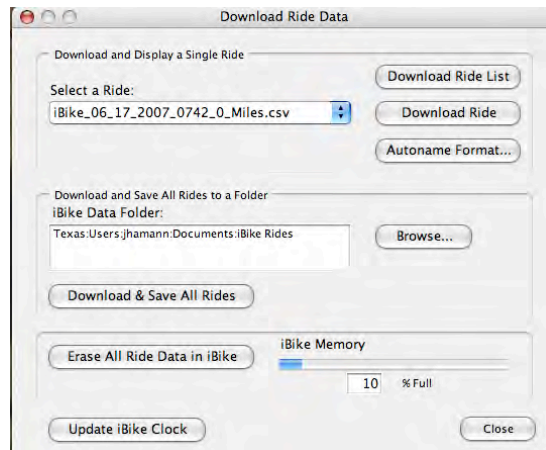 Download Ride Data
Download and Display a Single Ride
Select a Ride:
iBike_06_17_2007_0742_0_Miles.csv
Download Ride List
Download Ride
Autoname Format...
Download and Save All Rides to a Folder
iBike Data Folder:
Texas:Users:jhamann:Documents:iBike Rides
Browse...
Download & Save All Rides
Erase All Ride Data in iBike
iBike Memory
10 % Full
Update iBike Clock
Close